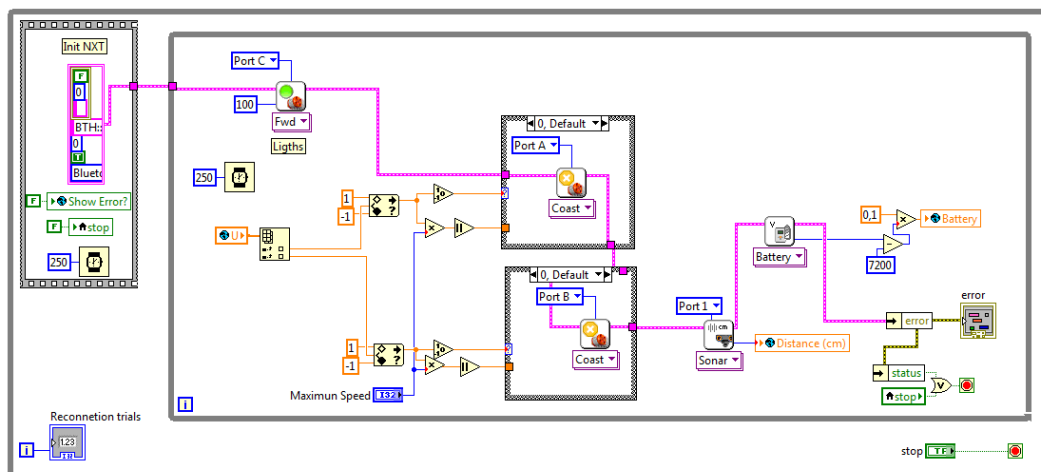 Init NXT
F
0
BTH::
0
T
Bluetc
F
Show Error?
F
stop
250
Port C
100
Fwd
Ligths
250
U
1
-1
0, Default
Port A
Coast
1
-1
0, Default
Port B
Coast
Maximun Speed
I32
Port 1
cm
Sonar
Distance (cm)
V
Battery
0,1
Battery
7200
error
error
status
stop
V
i
Reconnetion trials
1.23
i
stop
TF